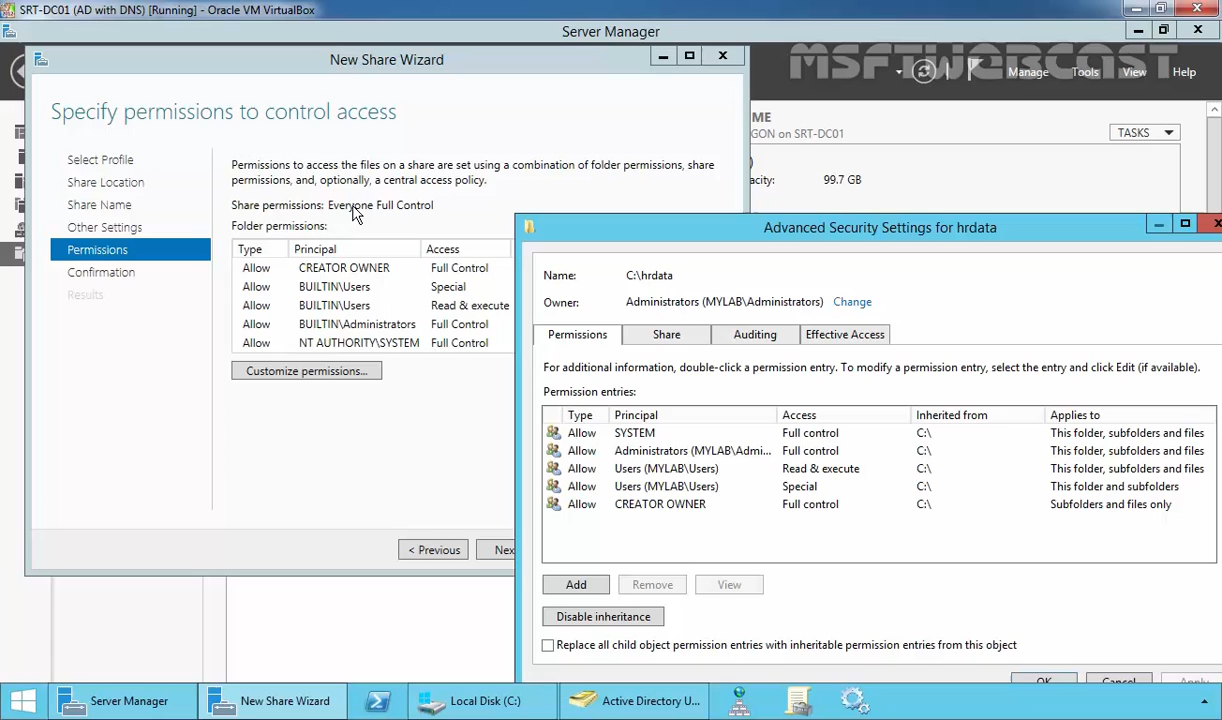 SRT-DC01 (AD with DNS) [Running] - Oracle VM VirtualBox
Server Manager
MSFTWEBCAST
Manage Tools View Help
New Share Wizard
Specify permissions to control access
Select Profile
Share Location
Share Name
Other Settings
Permissions
Confirmation
Results
Permissions to access the files on a share are set using a combination of folder permissions, share
permissions, and, optionally, a central access policy.
Share permissions: Everyone Full Control
Folder permissions:
Type Principal Access
Allow CREATOR OWNER Full Control
Allow BUILTIN\Users Special
Allow BUILTIN\Users Read & execute
Allow BUILTIN\Administrators Full Control
Allow NT AUTHORITY\SYSTEM Full Control
Customize permissions...
< Previous Nex
ME
GON on SRT-DC01
TASKS
acity: 99.7 GB
Advanced Security Settings for hrdata
Name: C:\hrdata
Owner: Administrators (MYLAB\Administrators) Change
Permissions Share Auditing Effective Access
For additional information, double-click a permission entry. To modify a permission entry, select the entry and click Edit (if available).
Permission entries:
Type Principal Access Inherited from Applies to
Allow SYSTEM Full control C:\ This folder, subfolders and files
Allow Administrators (MYLAB\Admi... Full control C:\ This folder, subfolders and files
Allow Users (MYLAB\Users) Read & execute C:\ This folder, subfolders and files
Allow Users (MYLAB\Users) Special C:\ This folder and subfolders
Allow CREATOR OWNER Full control C:\ Subfolders and files only
Add Remove View
Disable inheritance
Replace all child object permission entries with inheritable permission entries from this object
OK Cancel Apply
Server Manager New Share Wizard Local Disk (C:) Active Directory U...